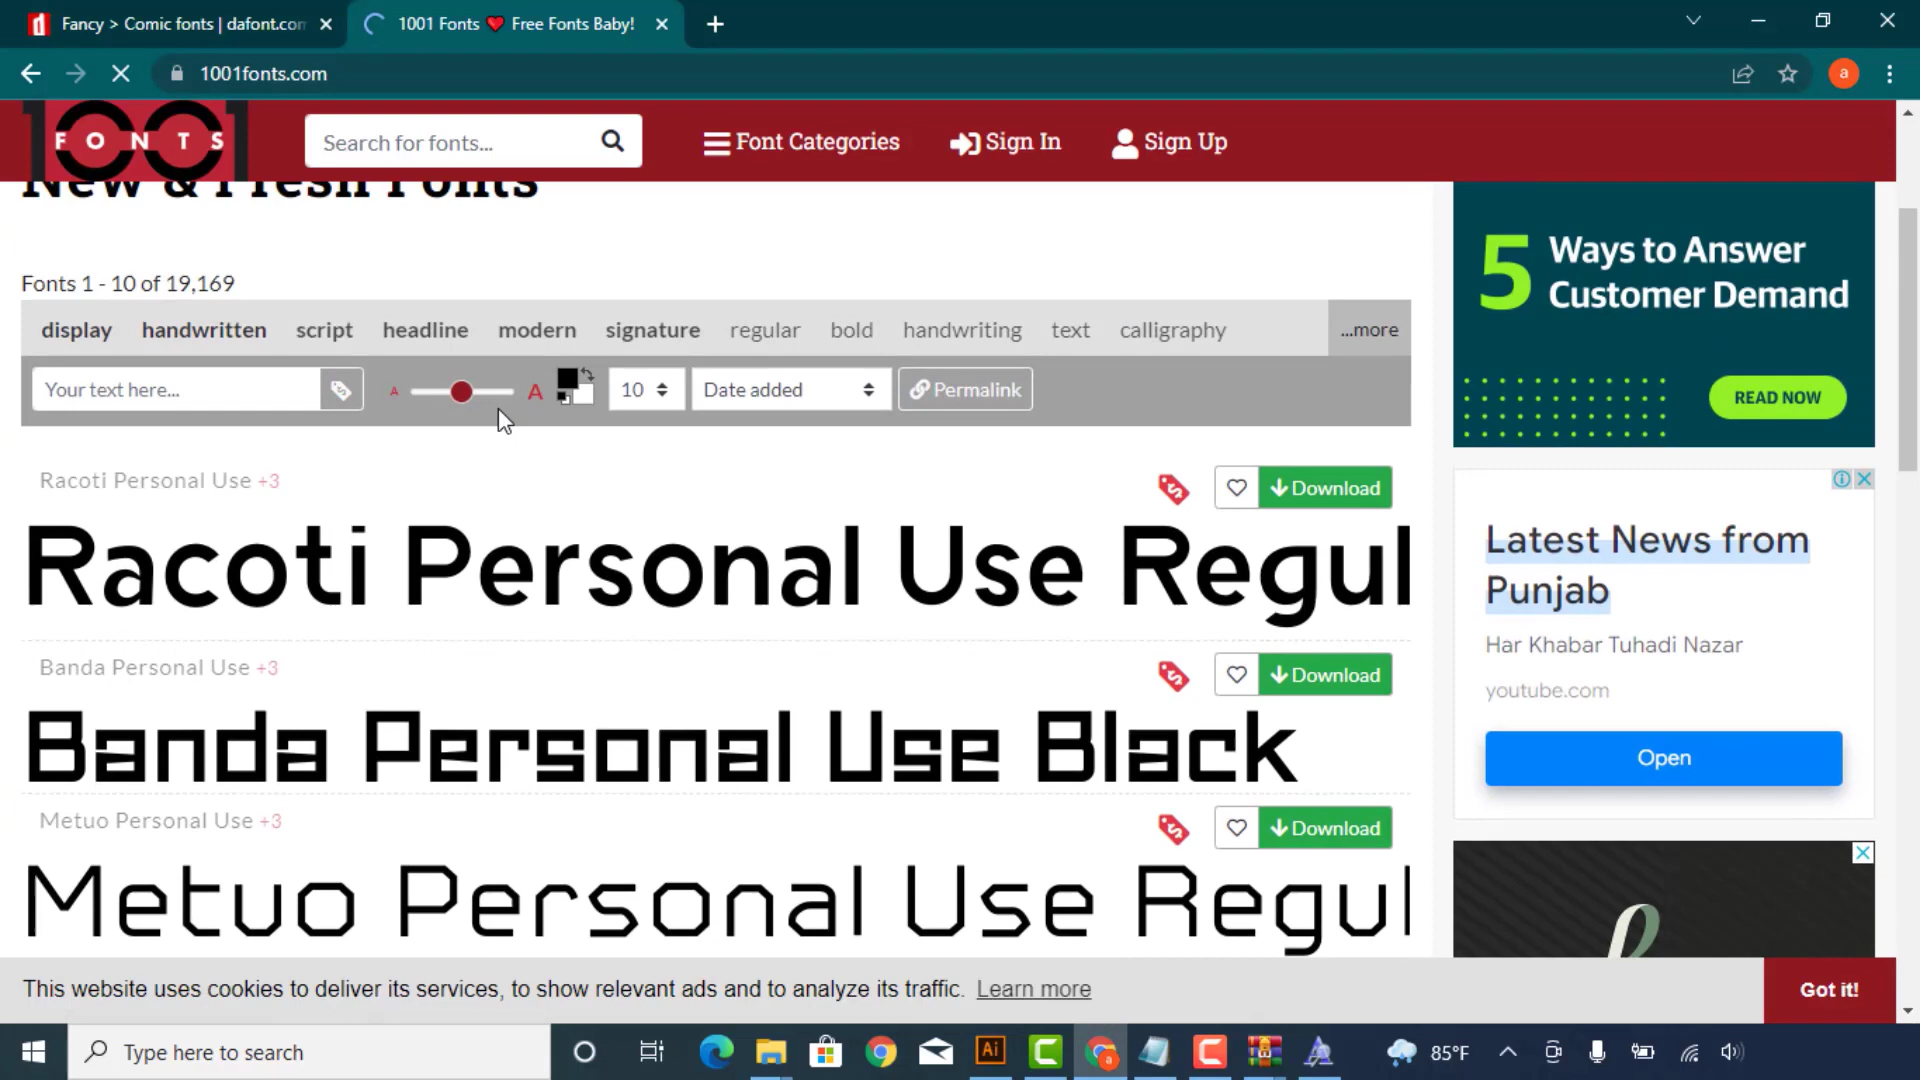 Fancy > Comic fonts | dafont.com
1001 Fonts ❤ Free Fonts Baby!
1001fonts.com
a
1001
FONTS
Search for fonts...
Font Categories
Sign In
Sign Up
New & Fresh Fonts
Fonts 1 - 10 of 19,169
display handwritten script headline modern signature regular bold handwriting text calligraphy ...more
Your text here...
A A
10
Date added
Permalink
Racoti Personal Use +3
Download
Racoti Personal Use Regul
Banda Personal Use +3
Download
Banda Personal Use Black
Metuo Personal Use +3
Download
Metuo Personal Use Regul
5 Ways to Answer
Customer Demand
READ NOW
Latest News from
Punjab
Har Khabar Tuhadi Nazar
youtube.com
Open
This website uses cookies to deliver its services, to show relevant ads and to analyze its traffic. Learn more
Got it!
Type here to search
Ai
85°F